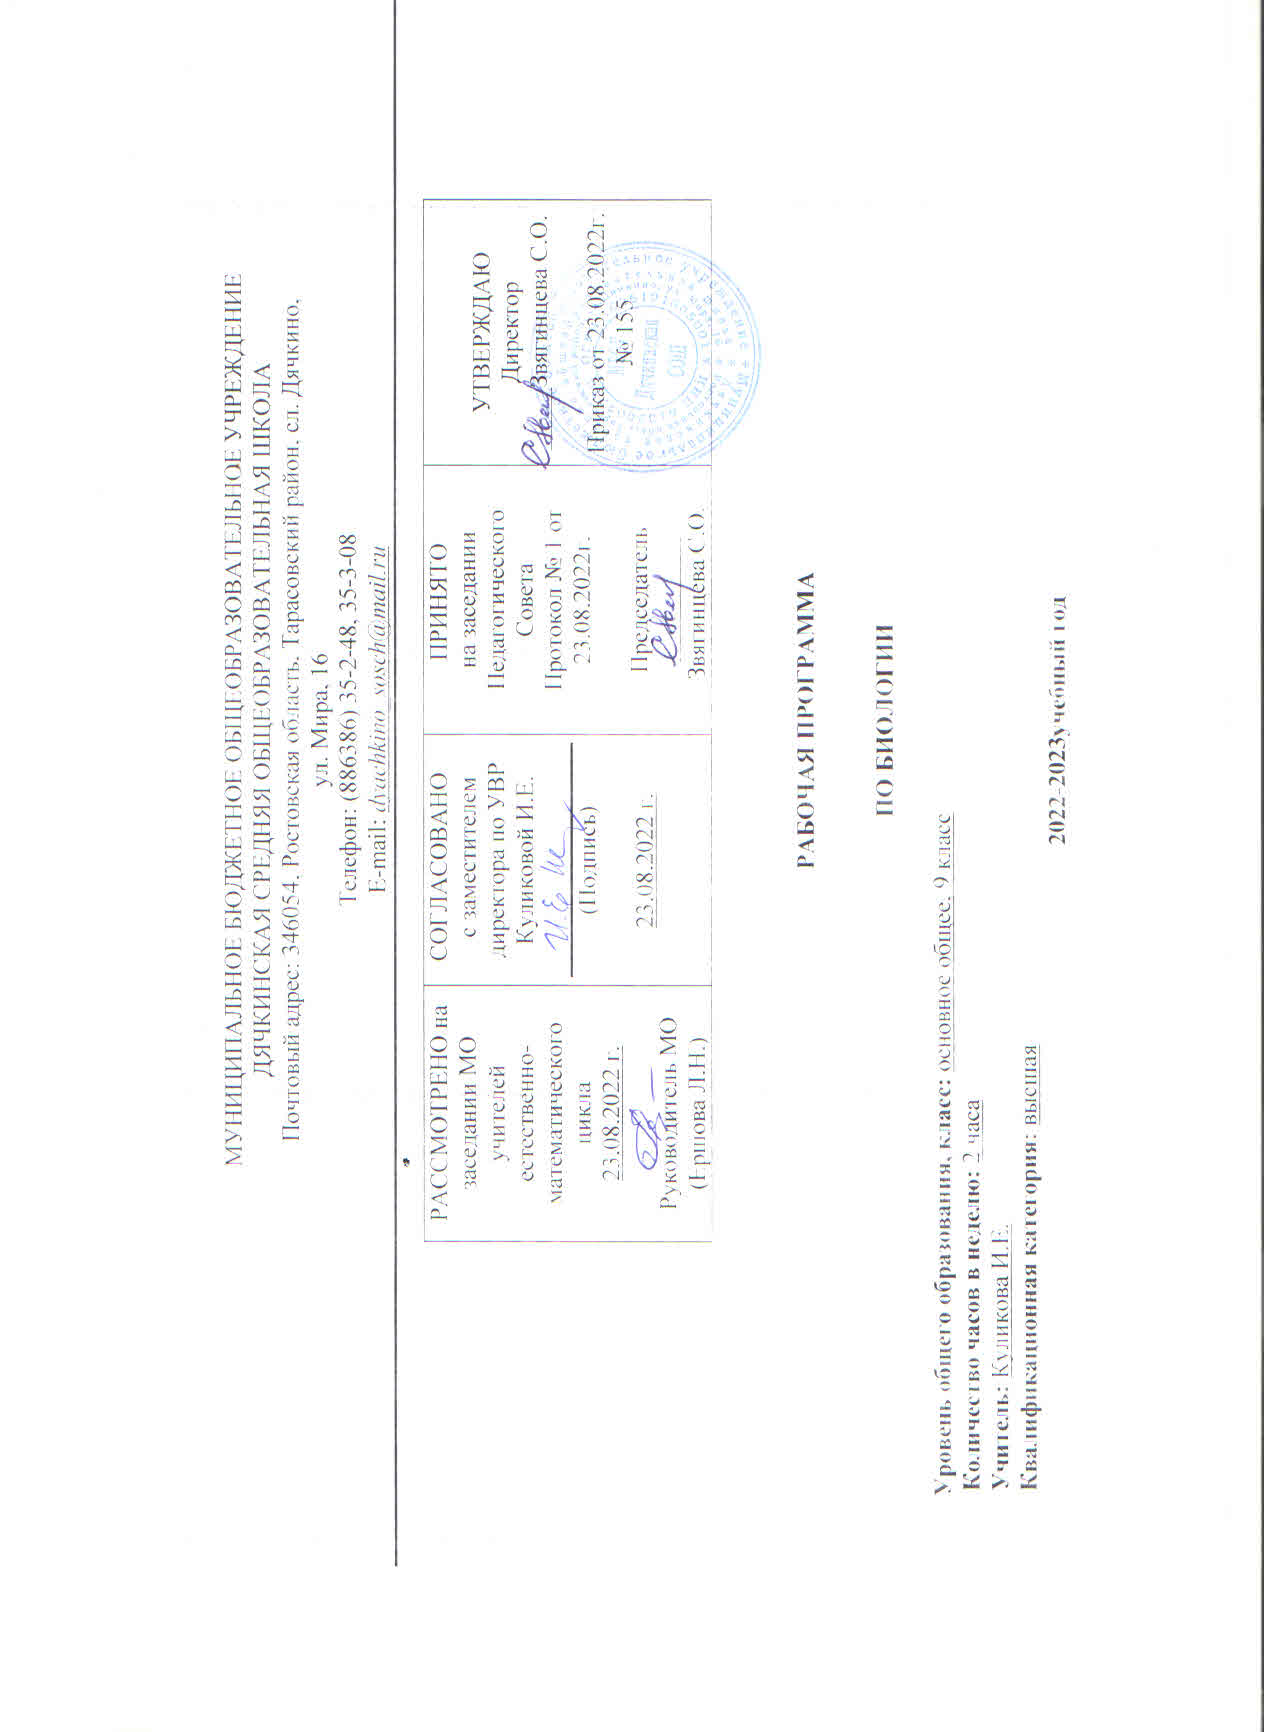 МУНИЦИПАЛЬНОЕ БЮДЖЕТНОЕ ОБЩЕОБРАЗОВАТЕЛЬНОЕ УЧРЕЖДЕНИЕ
ДЯЧКИНСКАЯ СРЕДНЯЯ ОБЩЕОБРАЗОВАТЕЛЬНАЯ ШКОЛА
Почтовый адрес: 346054, Ростовская область, Тарасовский район, сл. Дячкино,
ул. Мира, 16
Телефон: (886386) 35-2-48, 35-3-08
E-mail: dyachkino_sosch@mail.ru
РАССМОТРЕНО на
заседании МО
учителей
естественно-
математического
цикла
23.08.2022 г.
Руководитель МО
(Ершова Л.Н.)
СОГЛАСОВАНО
с заместителем
директора по УВР
Куликовой И.Е.
(Подпись)
23.08.2022 г.
ПРИНЯТО
на заседании
Педагогического
Совета
Протокол № 1 от
23.08.2022г.
Председатель
Звягинцева С.О.
УТВЕРЖДАЮ
Директор
Звягинцева С.О.
Приказ от 23.08.2022г.
№ 155
Дячкинская
СОШ
РАБОЧАЯ ПРОГРАММА
ПО БИОЛОГИИ
Уровень общего образования, класс: основное общее, 9 класс
Количество часов в неделю: 2 часа
Учитель: Куликова И.Е.
Квалификационная категория: высшая
2022-2023учебный год